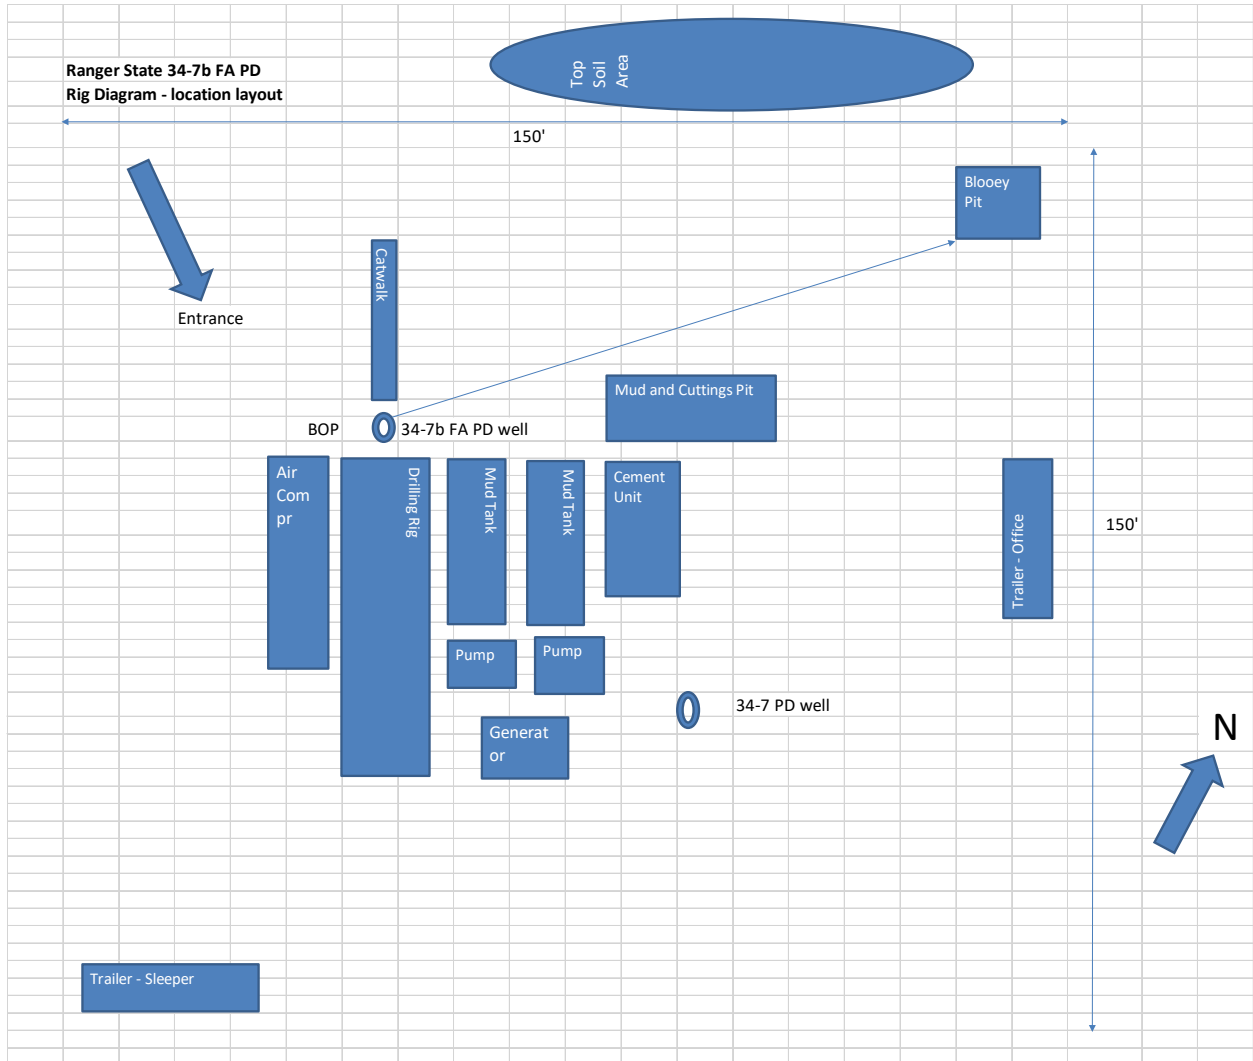 Top
Soil
Area
Ranger State 34-7b FA PD
Rig Diagram - location layout
150'
Blooey
Pit
Catwalk
Entrance
Mud and Cuttings Pit
BOP
34-7b FA PD well
Air
Com
pr
Drilling Rig
Mud Tank
Mud Tank
Cement
Unit
Trailer - Office
150'
Pump
Pump
34-7 PD well
Generat
or
N
Trailer - Sleeper